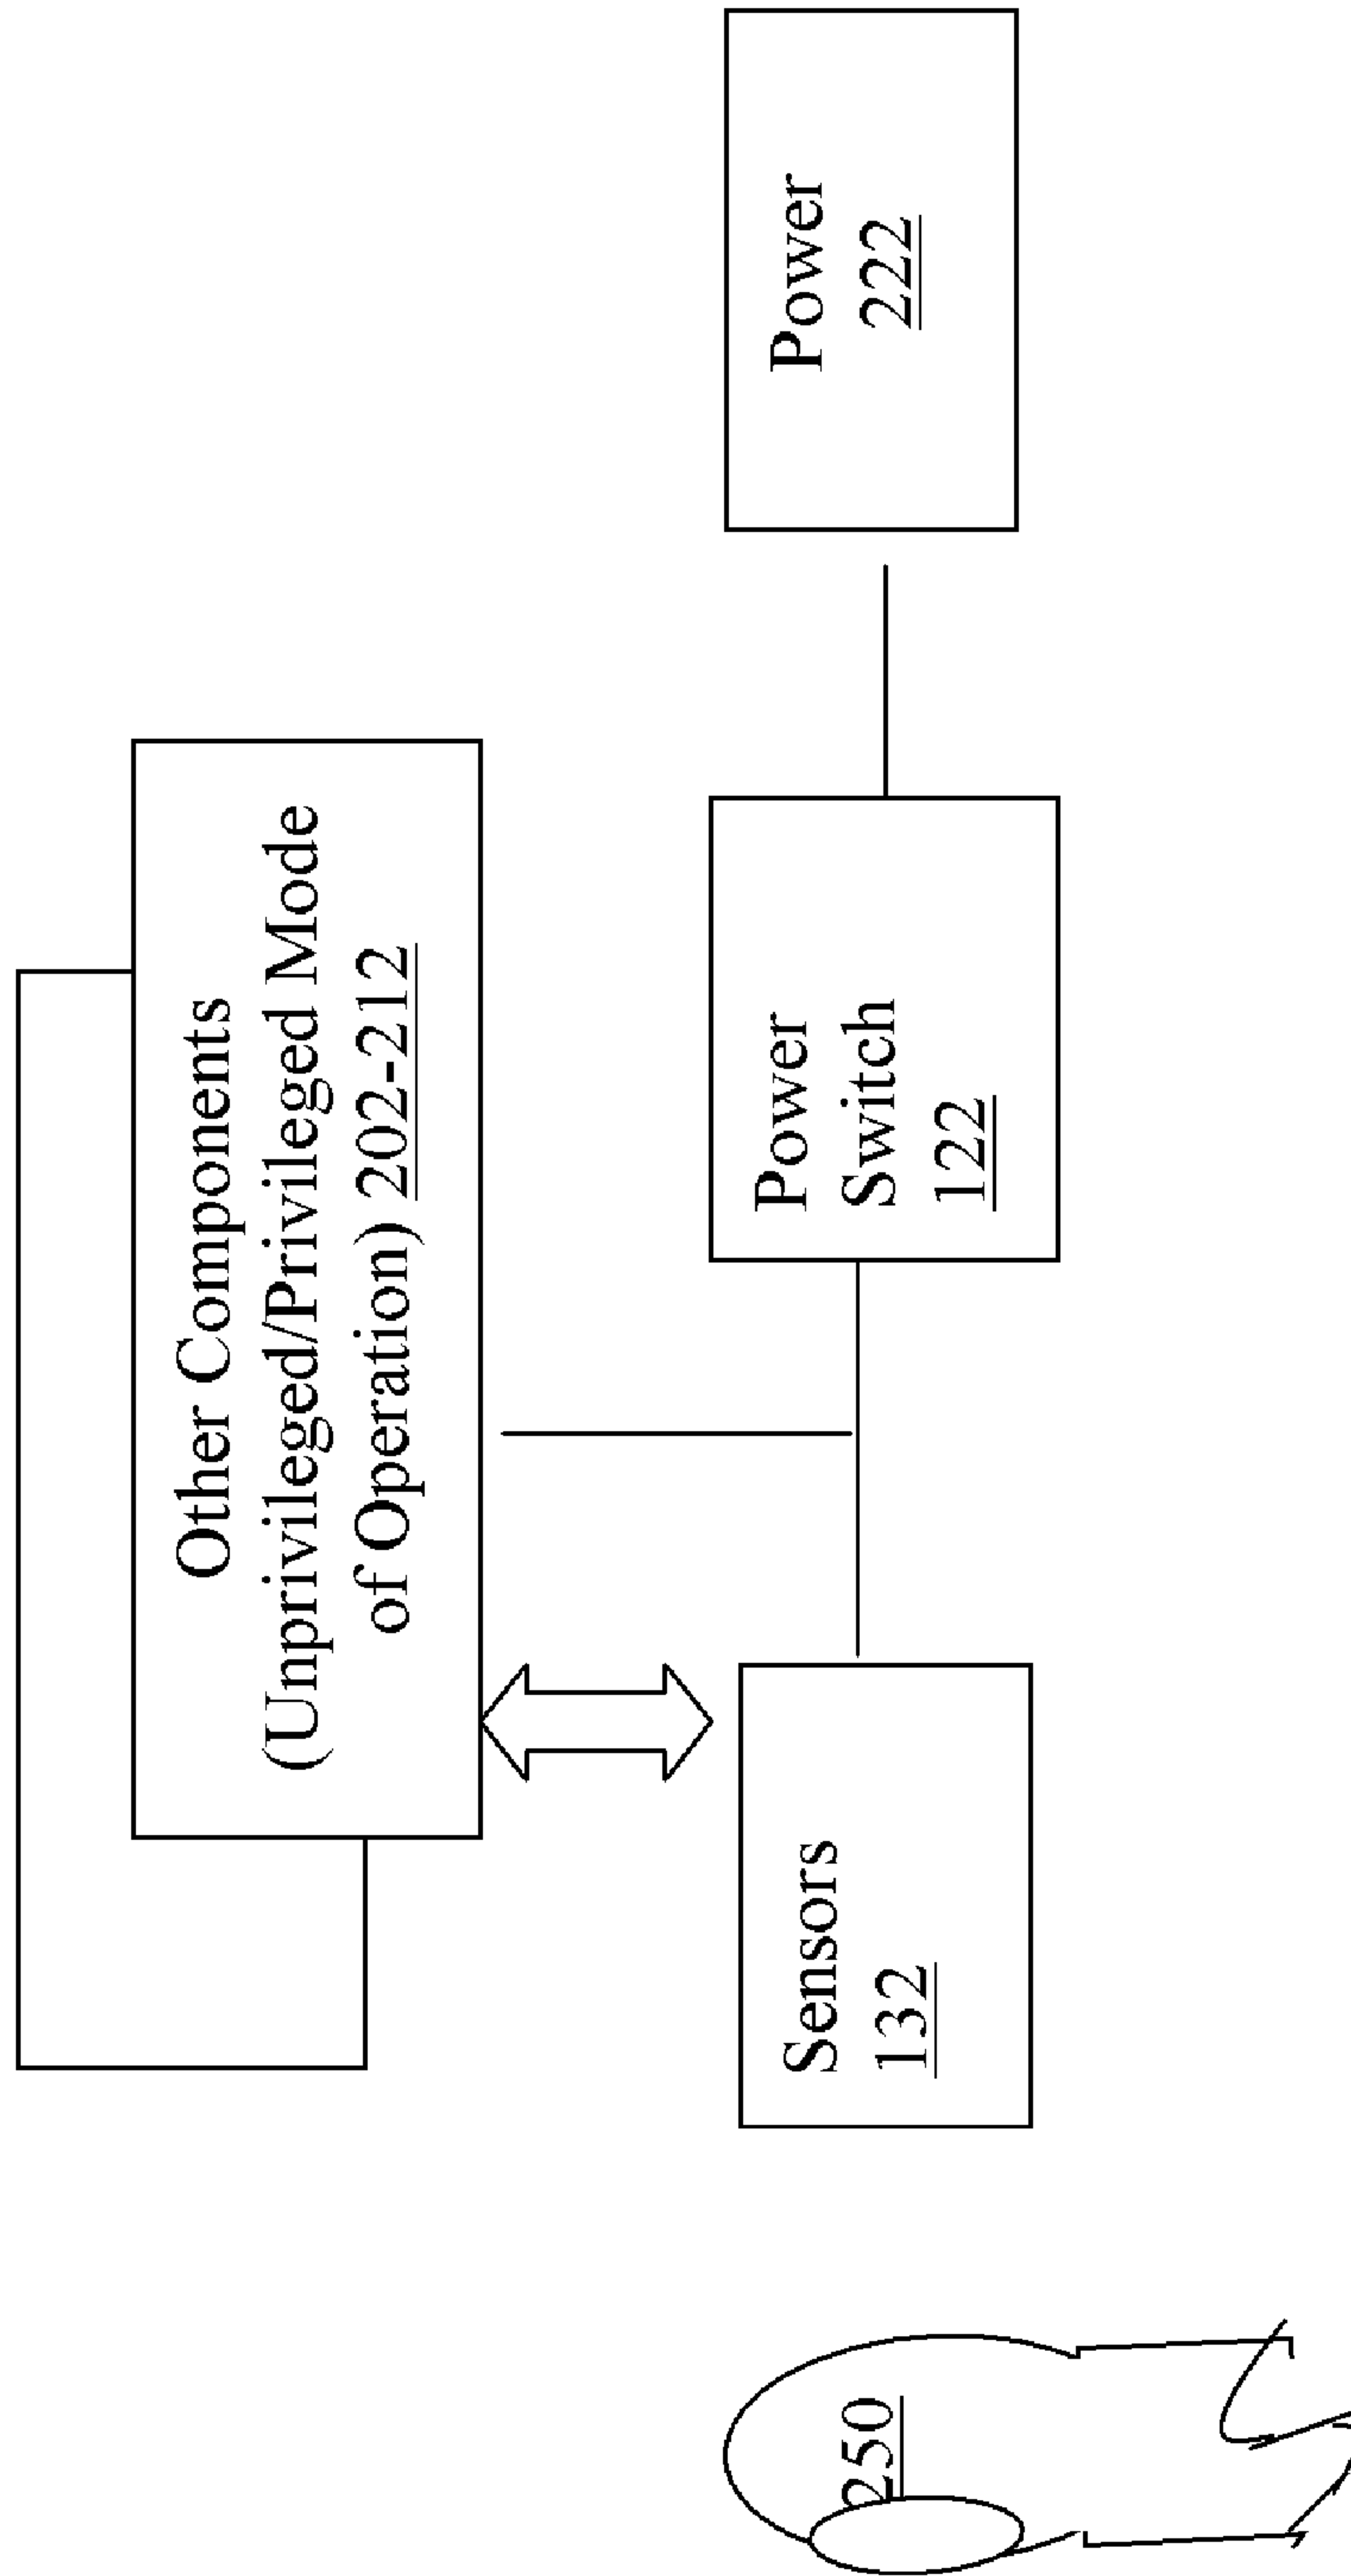 Other Components
(Unprivileged/Privileged Mode
of Operation) 202-212
250
Sensors
132
Power
Switch
122
Power
222